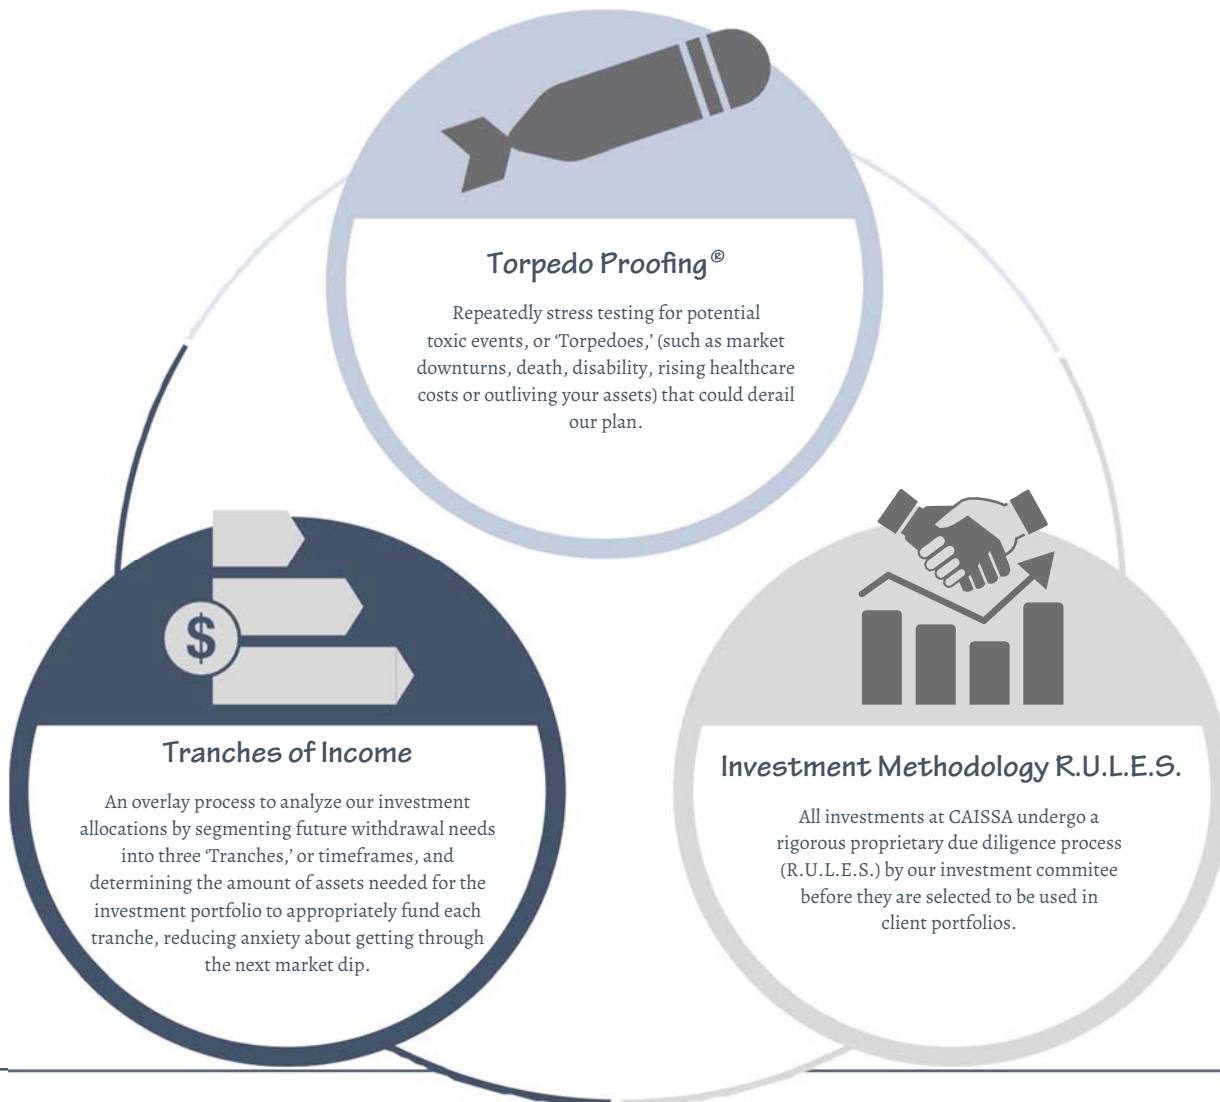 Torpedo Proofing®
Repeatedly stress testing for potential
toxic events, or ‘Torpedoes,’ (such as market
downturns, death, disability, rising healthcare
costs or outliving your assets) that could derail
our plan.
$
Tranches of Income
An overlay process to analyze our investment
allocations by segmenting future withdrawal needs
into three ‘Tranches,’ or timeframes, and
determining the amount of assets needed for the
investment portfolio to appropriately fund each
tranche, reducing anxiety about getting through
the next market dip.
Investment Methodology R.U.L.E.S.
All investments at CAISSA undergo a
rigorous proprietary due diligence process
(R.U.L.E.S.) by our investment commitee
before they are selected to be used in
client portfolios.